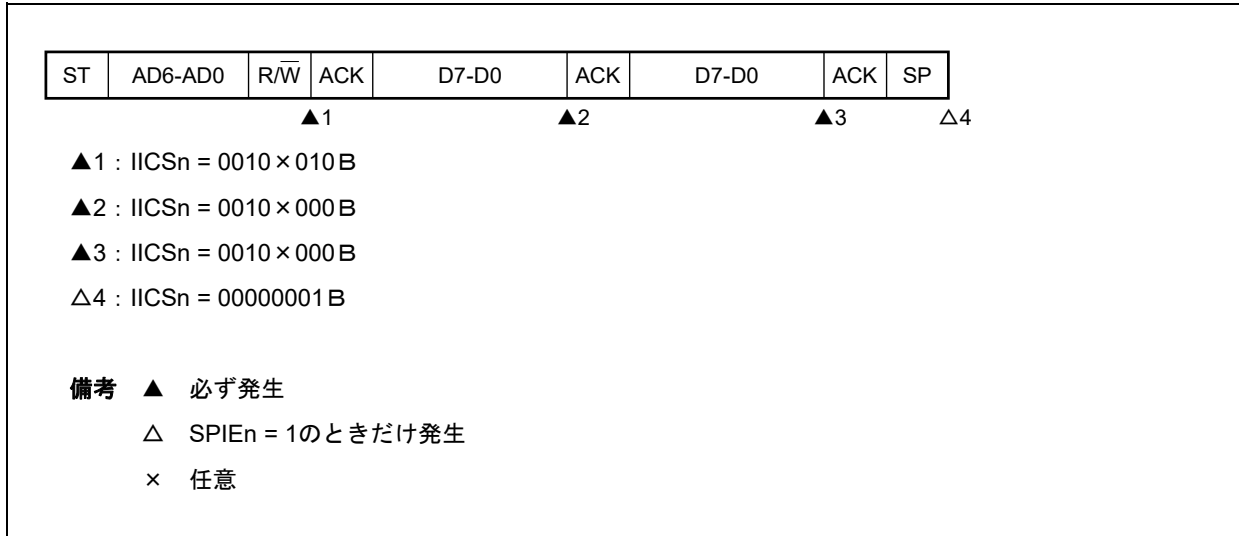 ST AD6-AD0 R/W̅ ACK D7-D0 ACK D7-D0 ACK SP
▲1 ▲2 ▲3 △4
▲1：IICSn = 0010×010B
▲2：IICSn = 0010×000B
▲3：IICSn = 0010×000B
△4：IICSn = 00000001B
備考 ▲ 必ず発生
△ SPIEn = 1のときだけ発生
× 任意